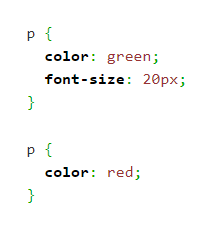 p {
  color: green;
  font-size: 20px;
}

p {
  color: red;
}